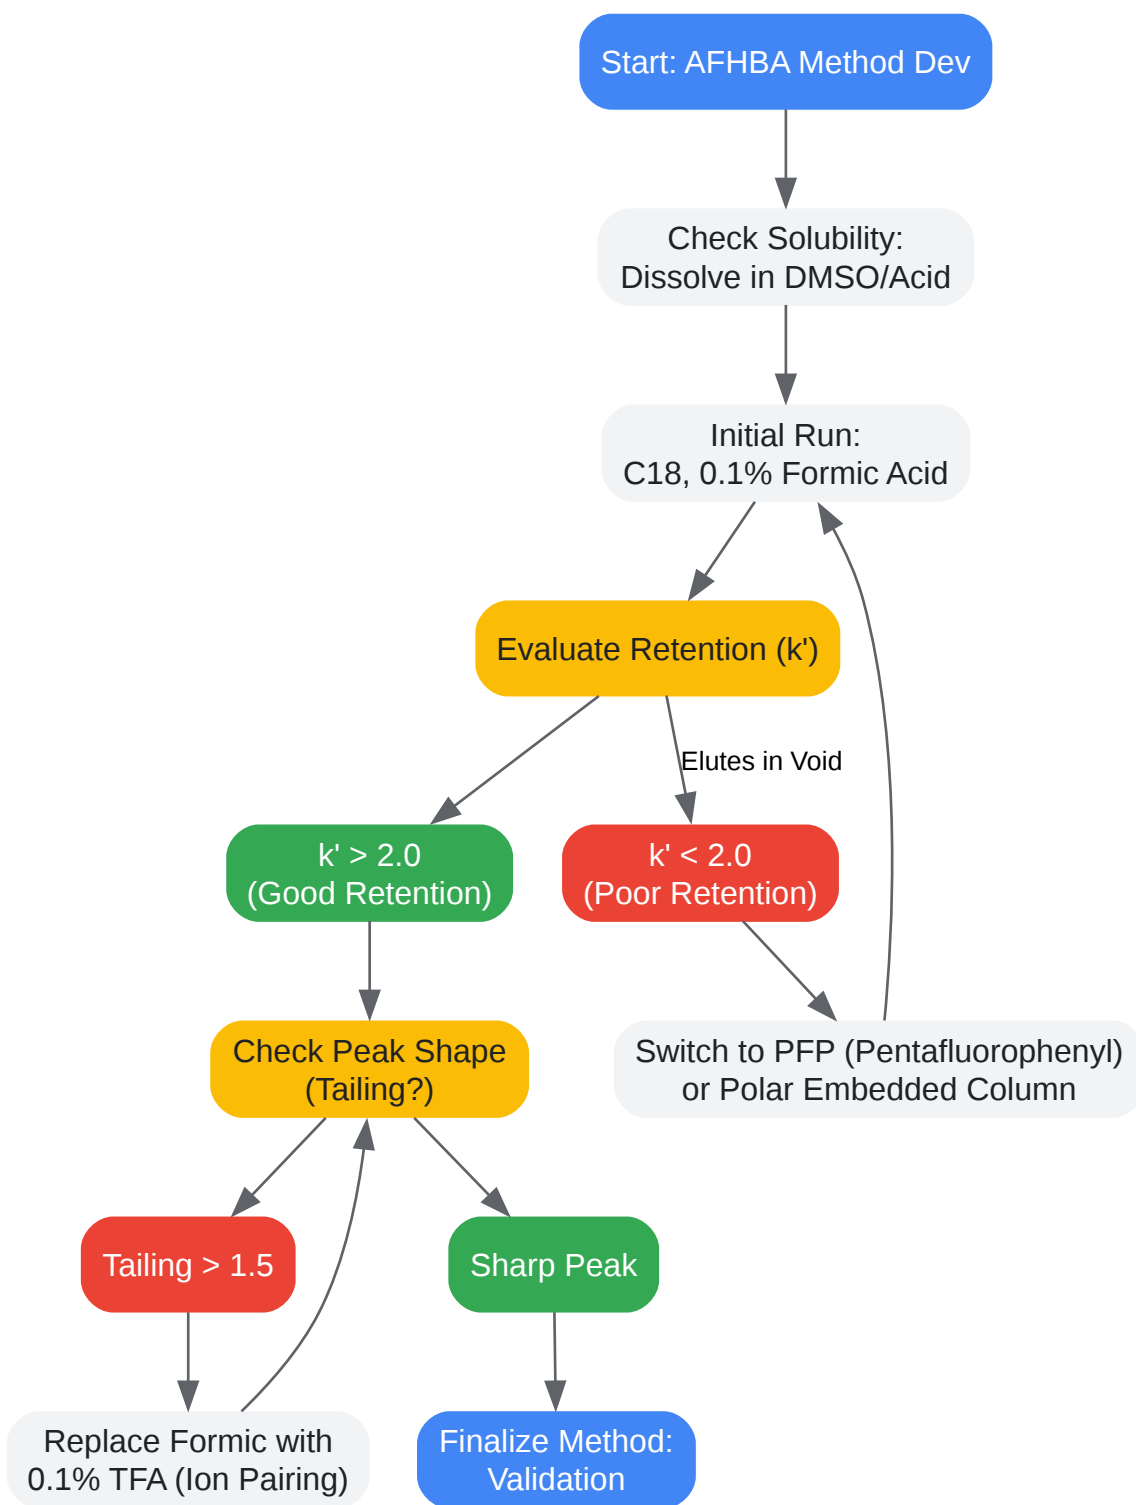 Start: AFHBA Method Dev
Check Solubility:
Dissolve in DMSO/Acid
Initial Run:
C18, 0.1% Formic Acid
Evaluate Retention (k')
Elutes in Void
k' > 2.0
(Good Retention)
k' < 2.0
(Poor Retention)
Check Peak Shape
(Tailing?)
Switch to PFP (Pentafluorophenyl)
or Polar Embedded Column
Tailing > 1.5
Sharp Peak
Replace Formic with
0.1% TFA (Ion Pairing)
Finalize Method:
Validation